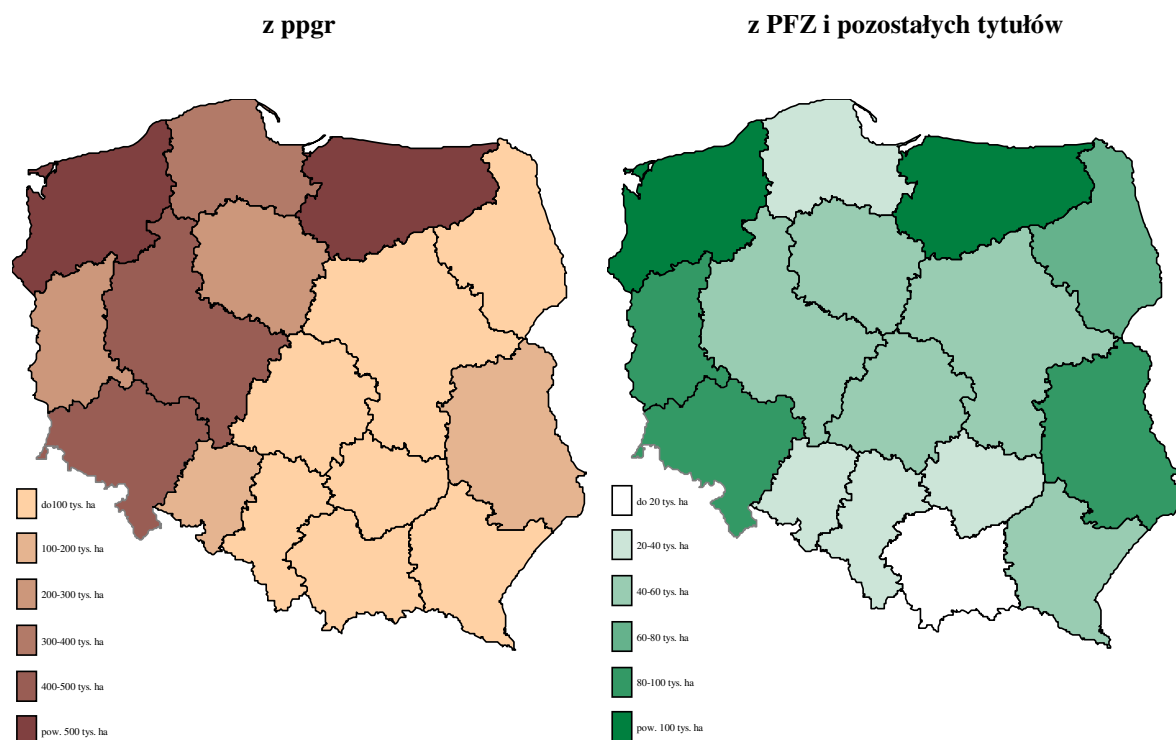 z ppgr
z PFZ i pozostałych tytułów
do100 tys. ha
100-200 tys. ha
200-300 tys. ha
300-400 tys. ha
400-500 tys. ha
pow. 500 tys. ha
do 20 tys. ha
20-40 tys. ha
40-60 tys. ha
60-80 tys. ha
80-100 tys. ha
pow. 100 tys. ha